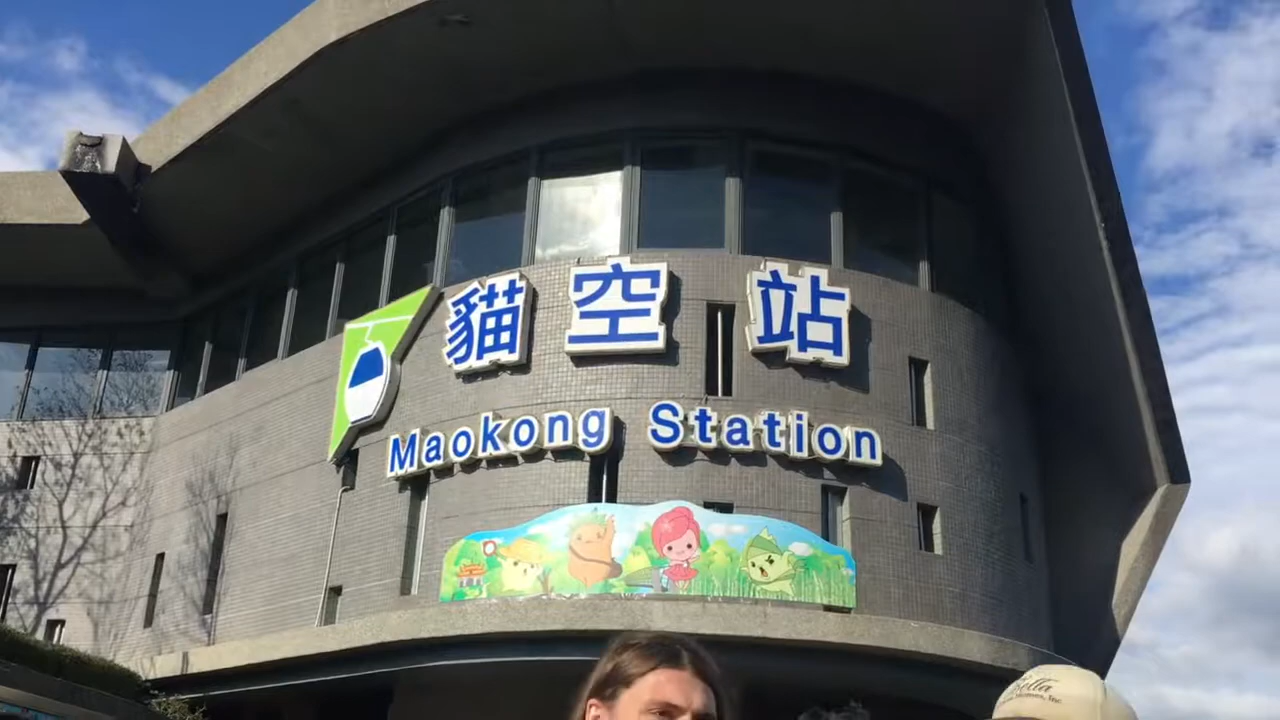 貓空站
Maokong Station